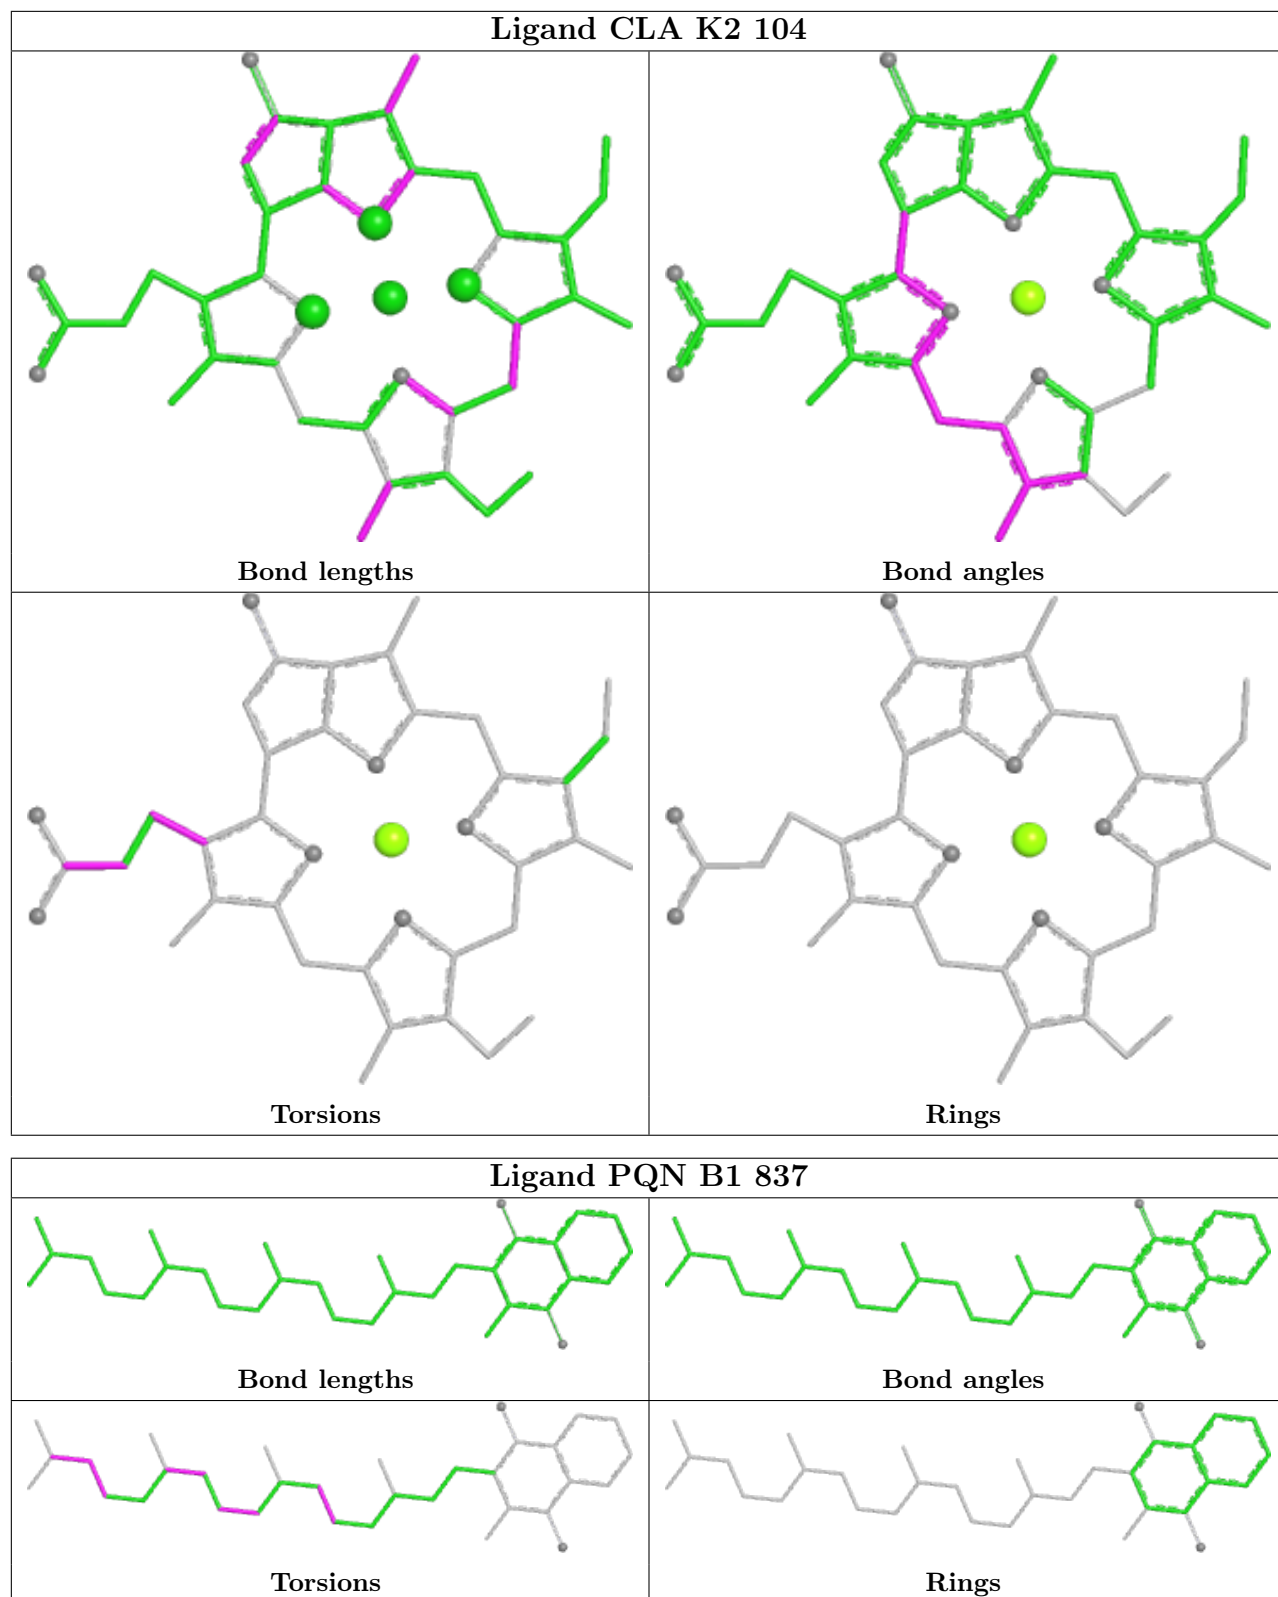 Ligand CLA K2 104
Bond lengths
Bond angles
Torsions
Rings
Ligand PQN B1 837
Bond lengths
Bond angles
Torsions
Rings